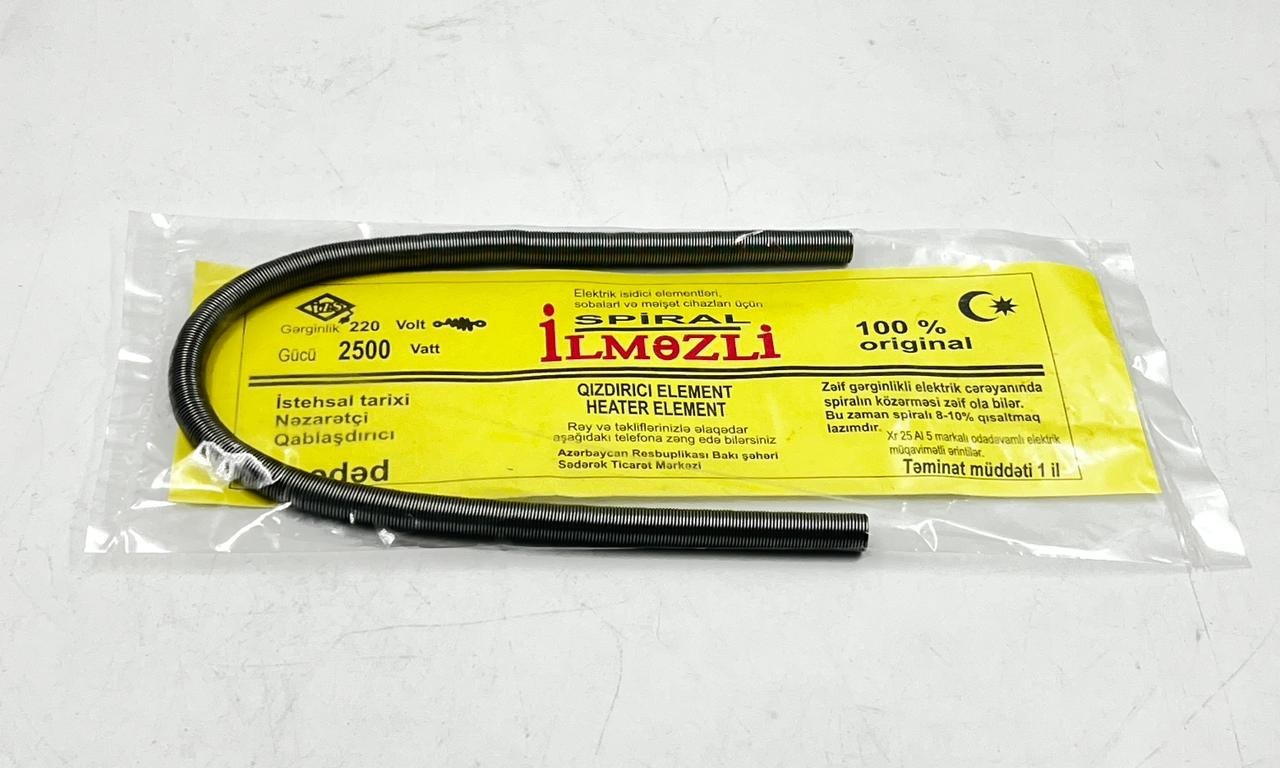 Elektrik isidici elementləri,
sobaları və məişət cihazları üçün
Gərginlik 220 Volt
Gücü 2500 Vatt
SPİRAL
İLMƏZLİ
100 %
original
İstehsal tarixi
Nəzarətçi
Qablaşdırıcı
QIZDIRICI ELEMENT
HEATER ELEMENT
Rəy və təkliflərinizlə əlaqədar
aşağıdakı telefona zəng edə bilərsiniz
Azərbaycan Resbuplikası Bakı şəhəri
Sədərək Ticarət Mərkəzi
Zəif gərginlikli elektrik cərəyanında
spiralın közərməsi zəif ola bilər.
Bu zaman spiralı 8-10% qısaltmaq
lazımdır.
Xr 25 Al 5 markalı odadavamlı elektrik
müqavimətli ərintilər.
Təminat müddəti 1 il